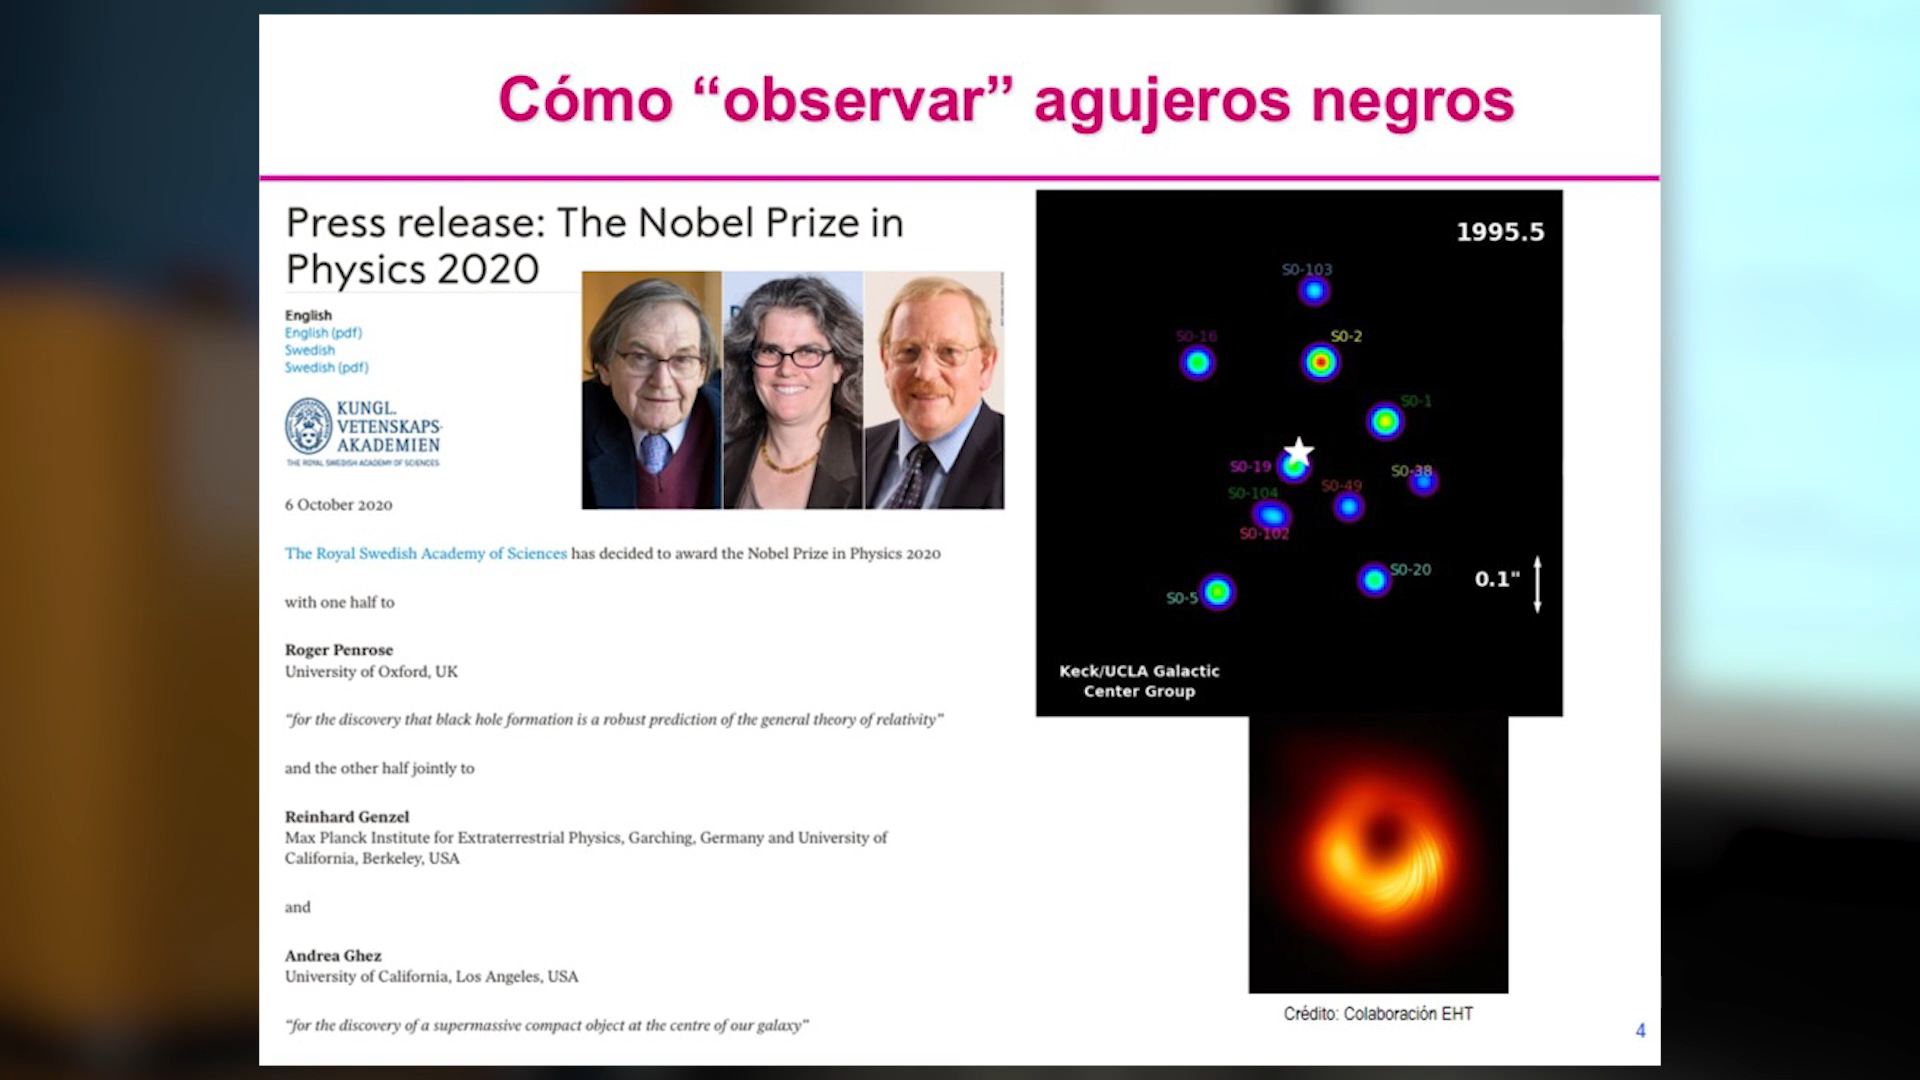 Cómo “observar” agujeros negros
Press release: The Nobel Prize in
Physics 2020
English
English (pdf)
Swedish
Swedish (pdf)
KUNGL.
VETENSKAPS-
AKADEMIEN
THE ROYAL SWEDISH ACADEMY OF SCIENCES
6 October 2020
The Royal Swedish Academy of Sciences has decided to award the Nobel Prize in Physics 2020
with one half to
Roger Penrose
University of Oxford, UK
“for the discovery that black hole formation is a robust prediction of the general theory of relativity”
and the other half jointly to
Reinhard Genzel
Max Planck Institute for Extraterrestrial Physics, Garching, Germany and University of
California, Berkeley, USA
and
Andrea Ghez
University of California, Los Angeles, USA
“for the discovery of a supermassive compact object at the centre of our galaxy”
1995.5
S0-103
S0-16
S0-2
S0-1
S0-19
S0-38
S0-49
S0-104
S0-102
S0-20
0.1"
S0-5
Keck/UCLA Galactic
Center Group
Crédito: Colaboración EHT
4